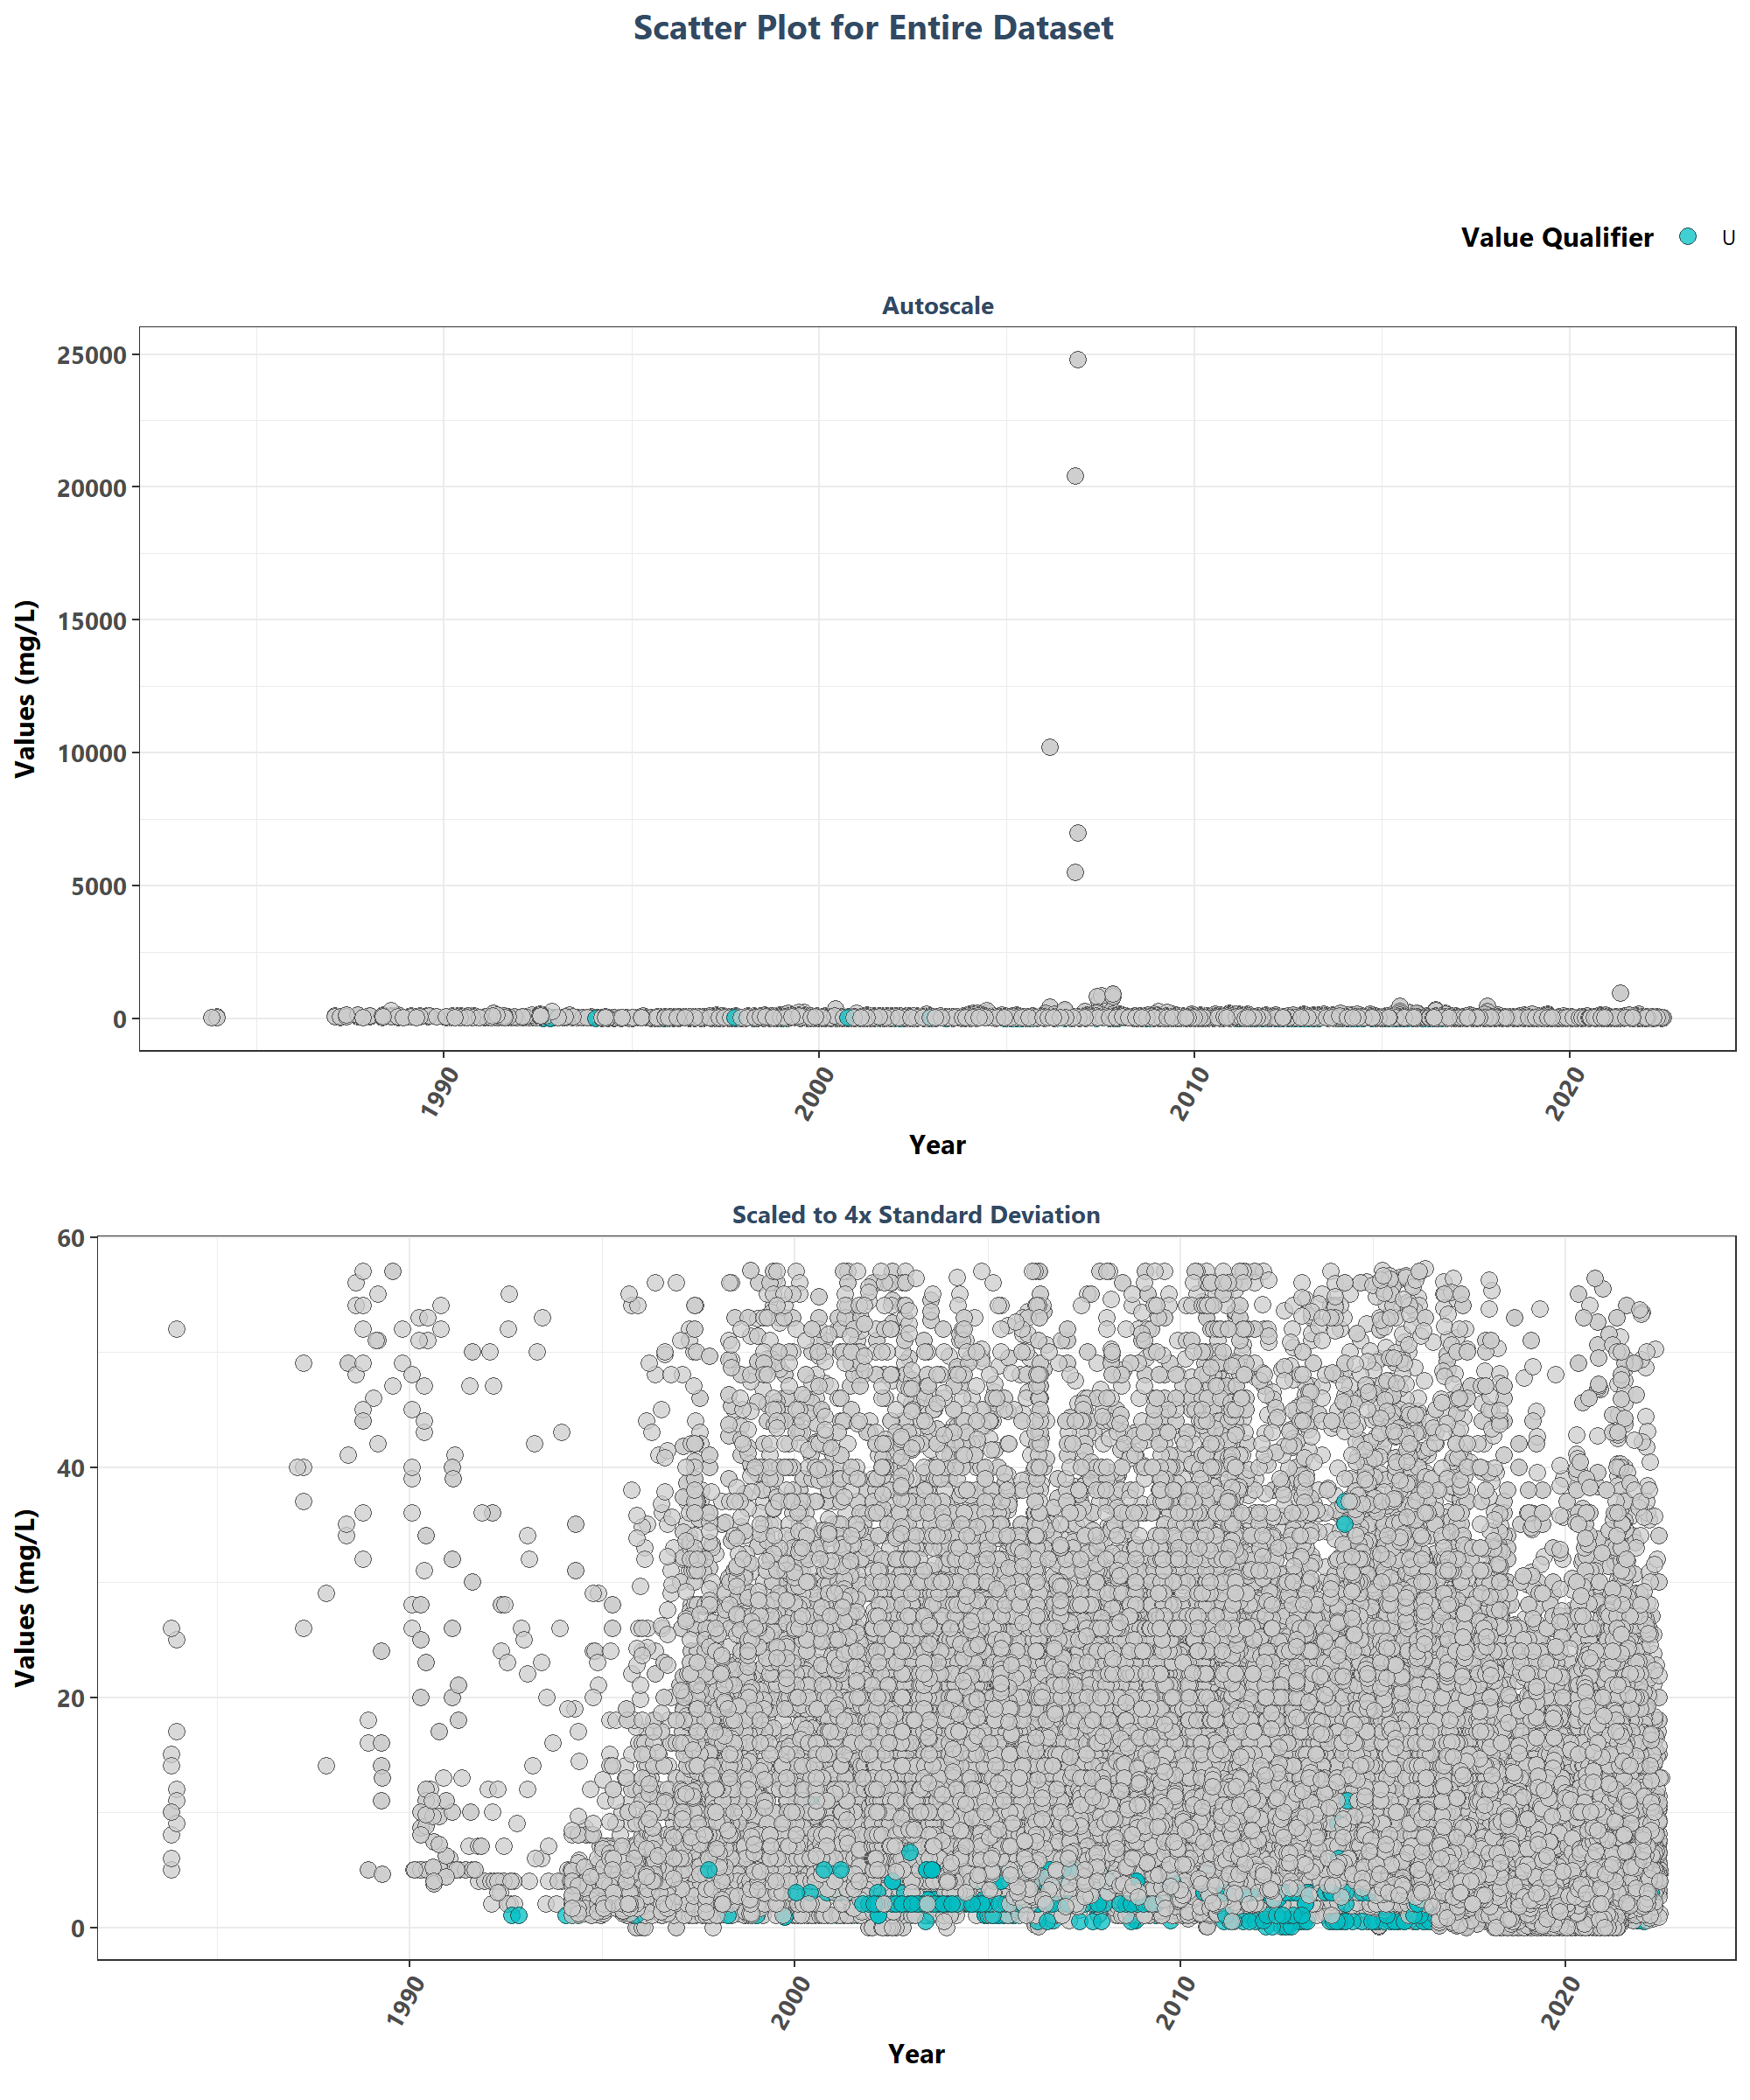 Scatter Plot for Entire Dataset
Value Qualifier U
Autoscale
25000
20000
15000
10000
5000
0
Values (mg/L)
1990 2000 2010 2020
Year
Scaled to 4x Standard Deviation
60
40
20
0
Values (mg/L)
1990 2000 2010 2020
Year